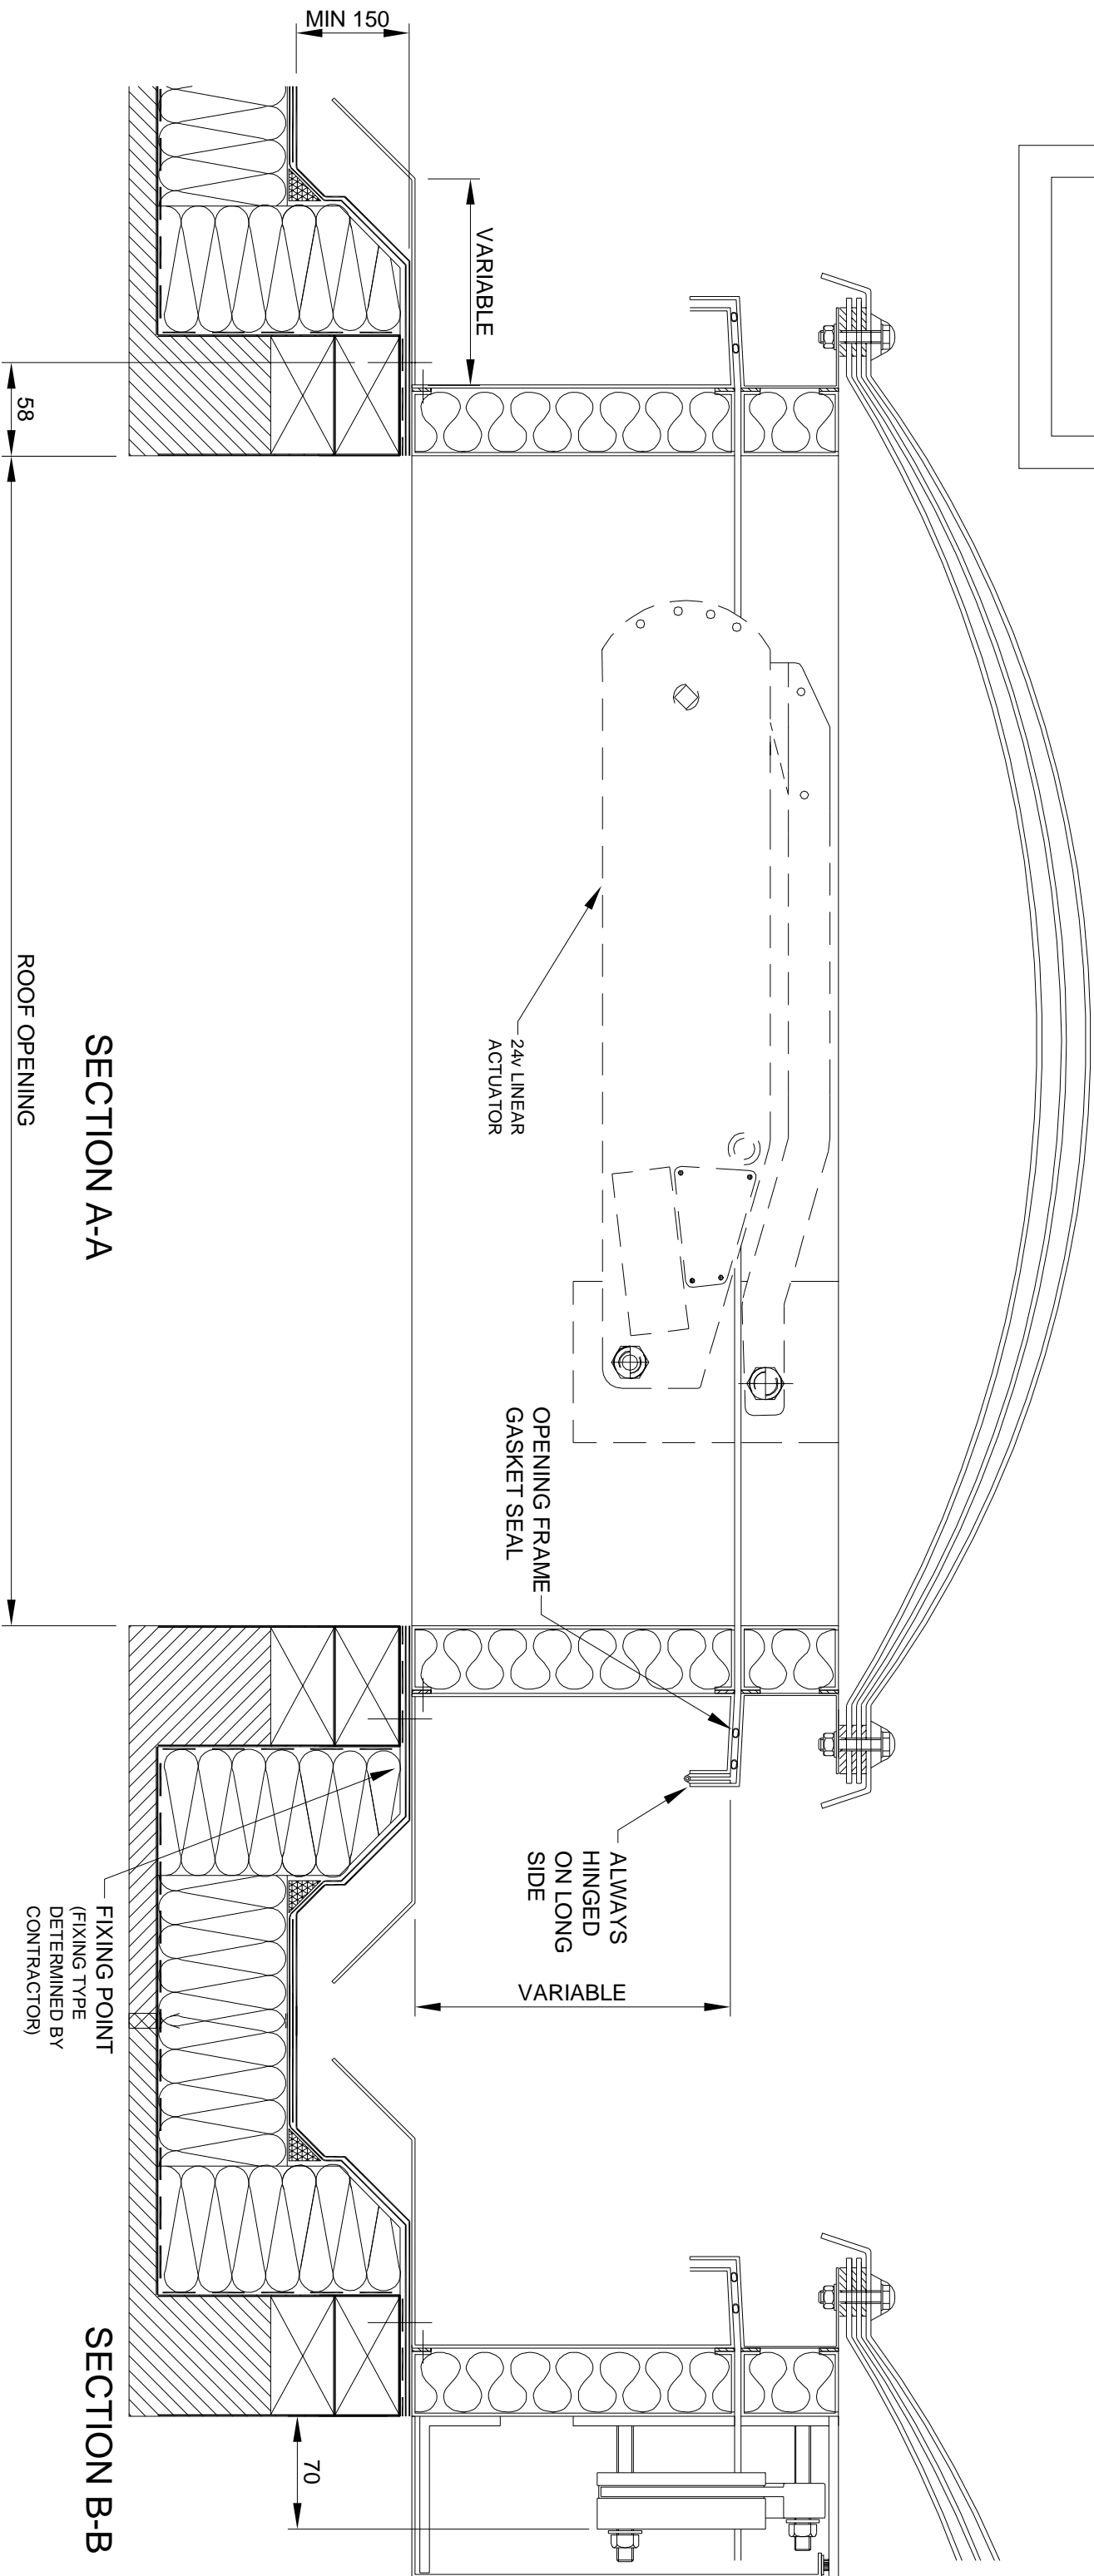 MIN 150
VARIABLE
58
ROOF OPENING
SECTION A-A
24v LINEAR
ACTUATOR
OPENING FRAME
GASKET SEAL
ALWAYS
HINGED
ON LONG
SIDE
VARIABLE
FIXING POINT
(FIXING TYPE
DETERMINED BY
CONTRACTOR)
SECTION B-B
70